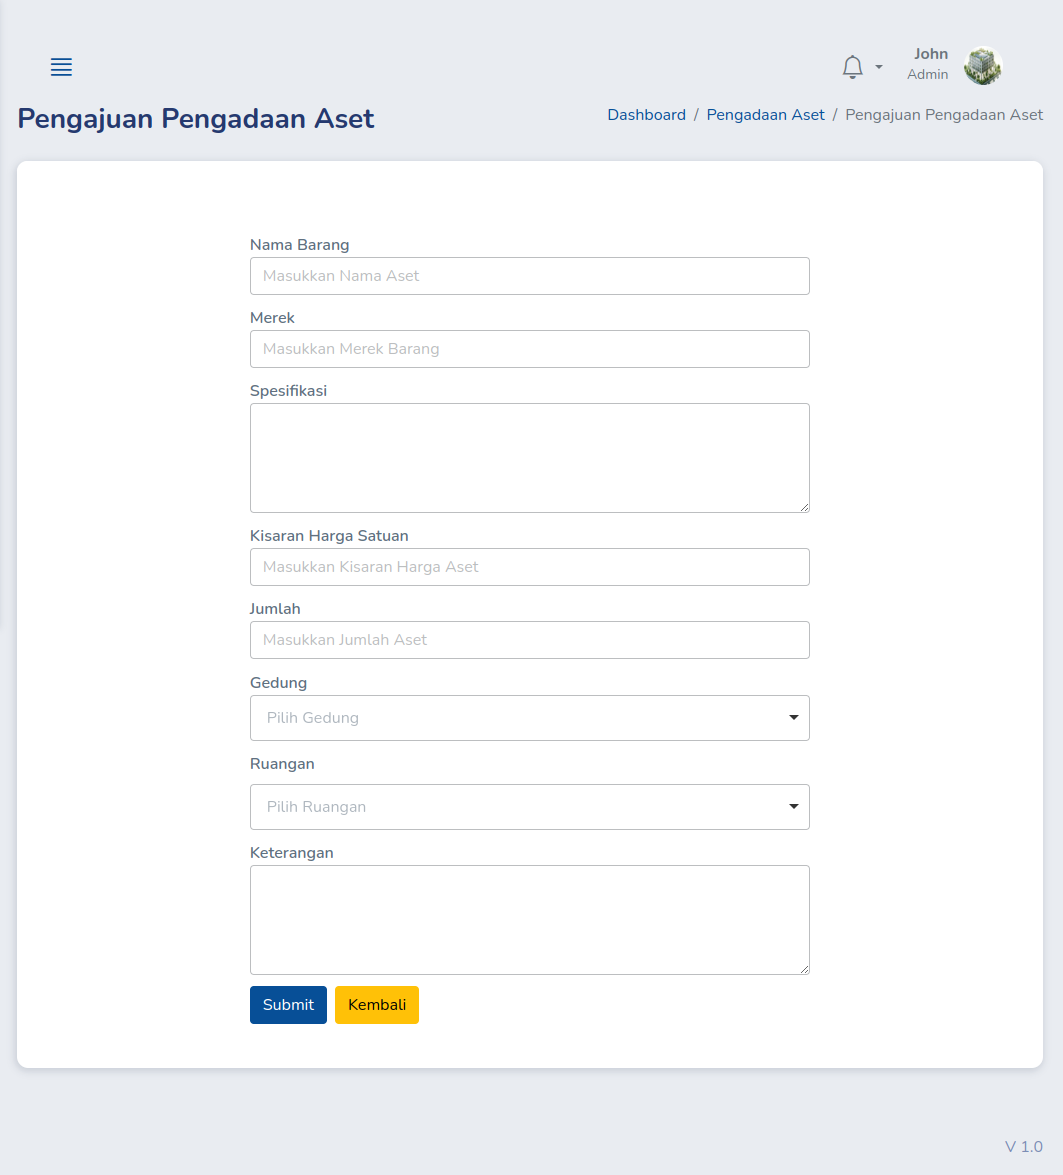 John
Admin
Pengajuan Pengadaan Aset
Dashboard / Pengadaan Aset / Pengajuan Pengadaan Aset
Nama Barang
Masukkan Nama Aset
Merek
Masukkan Merek Barang
Spesifikasi
Kisaran Harga Satuan
Masukkan Kisaran Harga Aset
Jumlah
Masukkan Jumlah Aset
Gedung
Pilih Gedung
Ruangan
Pilih Ruangan
Keterangan
Submit Kembali
V 1.0